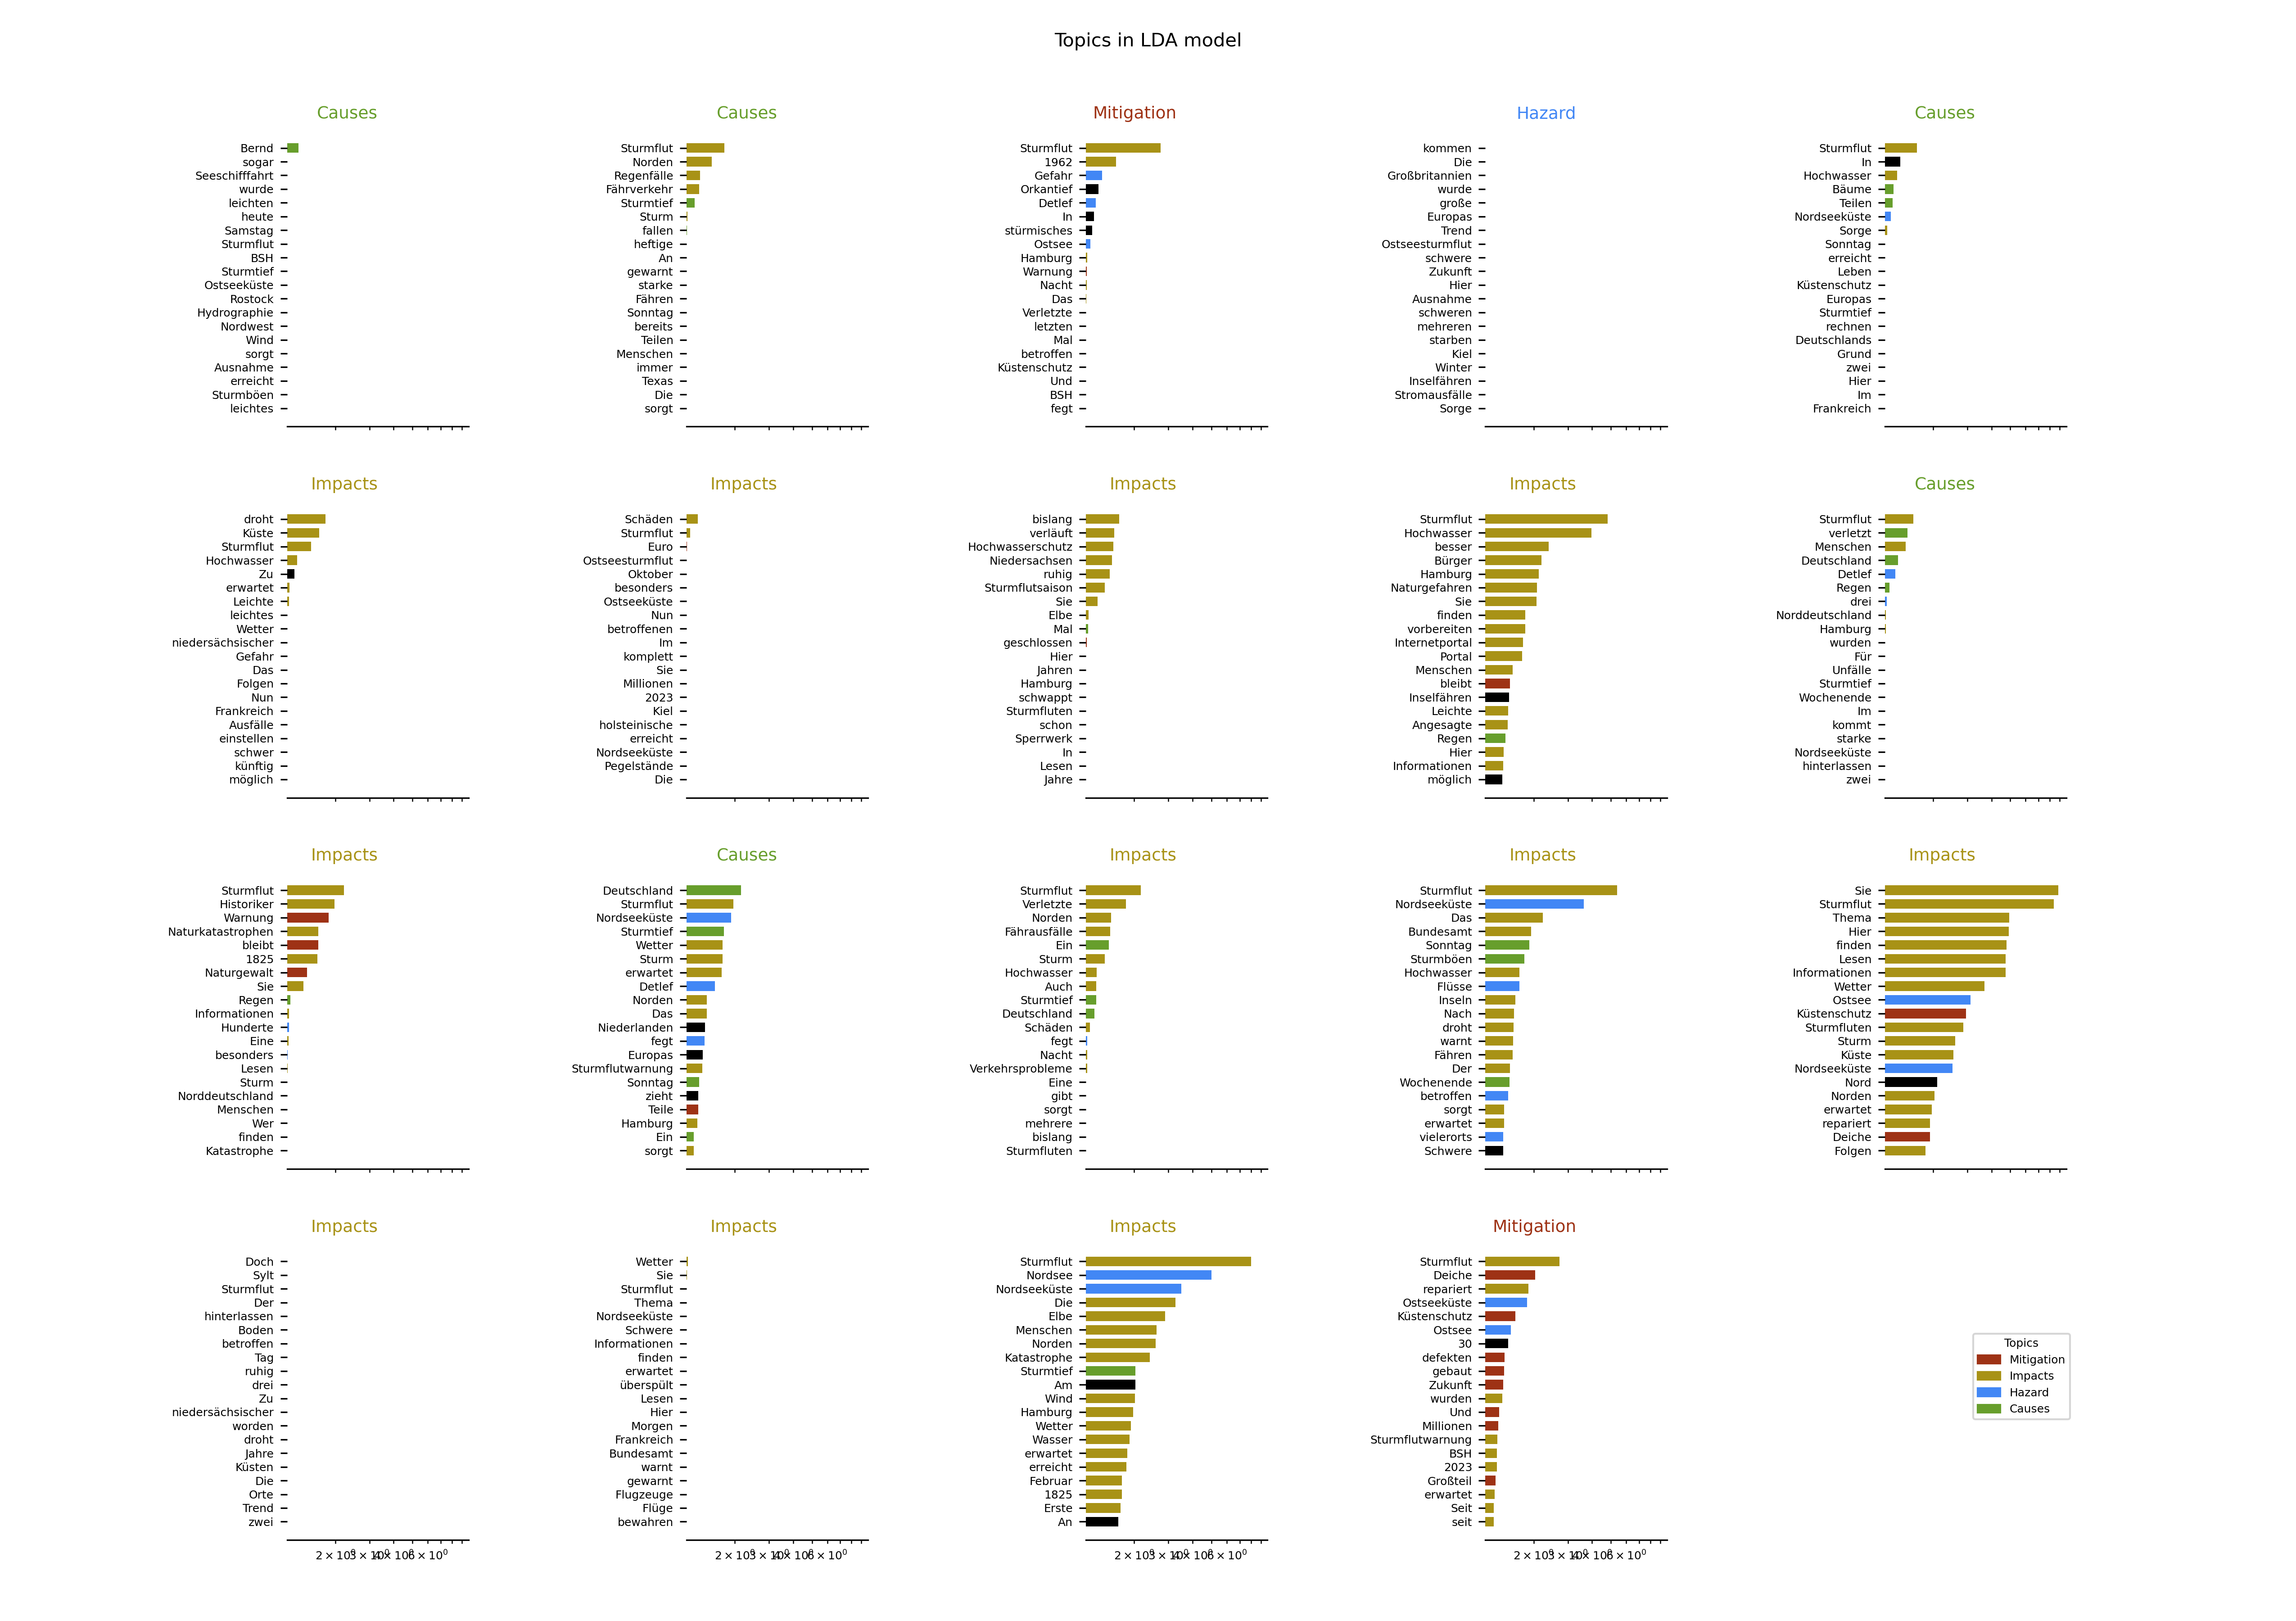 Topics in LDA model
Causes
Bernd
sogar
Seeschifffahrt
wurde
leichten
heute
Samstag
Sturmflut
BSH
Sturmtief
Ostseeküste
Rostock
Hydrographie
Nordwest
Wind
sorgt
Ausnahme
erreicht
Sturmböen
leichtes
Causes
Sturmflut
Norden
Regenfälle
Fährverkehr
Sturmtief
Sturm
fallen
heftige
An
gewarnt
starke
Fähren
Sonntag
bereits
Teilen
Menschen
immer
Texas
Die
sorgt
Mitigation
Sturmflut
1962
Gefahr
Orkantief
Detlef
In
stürmisches
Ostsee
Hamburg
Warnung
Nacht
Das
Verletzte
letzten
Mal
betroffen
Küstenschutz
Und
BSH
fegt
Hazard
kommen
Die
Großbritannien
wurde
große
Europas
Trend
Ostseesturmflut
schwere
Zukunft
Hier
Ausnahme
schweren
mehreren
starben
Kiel
Winter
Inselfähren
Stromausfälle
Sorge
Causes
Sturmflut
In
Hochwasser
Bäume
Teilen
Nordseeküste
Sorge
Sonntag
erreicht
Leben
Küstenschutz
Europas
Sturmtief
rechnen
Deutschlands
Grund
zwei
Hier
Im
Frankreich
Impacts
droht
Küste
Sturmflut
Hochwasser
Zu
erwartet
Leichte
leichtes
Wetter
niedersächsischer
Gefahr
Das
Folgen
Nun
Frankreich
Ausfälle
einstellen
schwer
künftig
möglich
Impacts
Schäden
Sturmflut
Euro
Ostseesturmflut
Oktober
besonders
Ostseeküste
Nun
betroffenen
Im
komplett
Sie
Millionen
2023
Kiel
holsteinische
erreicht
Nordseeküste
Pegelstände
Die
Impacts
bislang
verläuft
Hochwasserschutz
Niedersachsen
ruhig
Sturmflutsaison
Sie
Elbe
Mal
geschlossen
Hier
Jahren
Hamburg
schwappt
Sturmfluten
schon
Sperrwerk
In
Lesen
Jahre
Impacts
Sturmflut
Hochwasser
besser
Bürger
Hamburg
Naturgefahren
Sie
finden
vorbereiten
Internetportal
Portal
Menschen
bleibt
Inselfähren
Leichte
Angesagte
Regen
Hier
Informationen
möglich
Causes
Sturmflut
verletzt
Menschen
Deutschland
Detlef
Regen
drei
Norddeutschland
Hamburg
wurden
Für
Unfälle
Sturmtief
Wochenende
Im
kommt
starke
Nordseeküste
hinterlassen
zwei
Impacts
Sturmflut
Historiker
Warnung
Naturkatastrophen
bleibt
1825
Naturgewalt
Sie
Regen
Informationen
Hunderte
Eine
besonders
Lesen
Sturm
Norddeutschland
Menschen
Wer
finden
Katastrophe
Causes
Deutschland
Sturmflut
Nordseeküste
Sturmtief
Wetter
Sturm
erwartet
Detlef
Norden
Das
Niederlanden
fegt
Europas
Sturmflutwarnung
Sonntag
zieht
Teile
Hamburg
Ein
sorgt
Impacts
Sturmflut
Verletzte
Norden
Fährausfälle
Ein
Sturm
Hochwasser
Auch
Sturmtief
Deutschland
Schäden
fegt
Nacht
Verkehrsprobleme
Eine
gibt
sorgt
mehrere
bislang
Sturmfluten
Impacts
Sturmflut
Nordseeküste
Das
Bundesamt
Sonntag
Sturmböen
Hochwasser
Flüsse
Inseln
Nach
droht
warnt
Fähren
Der
Wochenende
betroffen
sorgt
erwartet
vielerorts
Schwere
Impacts
Sie
Sturmflut
Thema
Hier
finden
Lesen
Informationen
Wetter
Ostsee
Küstenschutz
Sturmfluten
Sturm
Küste
Nordseeküste
Nord
Norden
erwartet
repariert
Deiche
Folgen
Impacts
Doch
Sylt
Sturmflut
Der
hinterlassen
Boden
betroffen
Tag
ruhig
drei
Zu
niedersächsischer
worden
droht
Jahre
Küsten
Die
Orte
Trend
zwei
Impacts
Wetter
Sie
Sturmflut
Thema
Nordseeküste
Schwere
Informationen
finden
erwartet
überspült
Lesen
Hier
Morgen
Frankreich
Bundesamt
warnt
gewarnt
Flugzeuge
Flüge
bewahren
Impacts
Sturmflut
Nordsee
Nordseeküste
Die
Elbe
Menschen
Norden
Katastrophe
Sturmtief
Am
Wind
Hamburg
Wetter
Wasser
erwartet
erreicht
Februar
1825
Erste
An
Mitigation
Sturmflut
Deiche
repariert
Ostseeküste
Küstenschutz
Ostsee
30
defekten
gebaut
Zukunft
wurden
Und
Millionen
Sturmflutwarnung
BSH
2023
Großteil
erwartet
Seit
seit
Topics
Mitigation
Impacts
Hazard
Causes